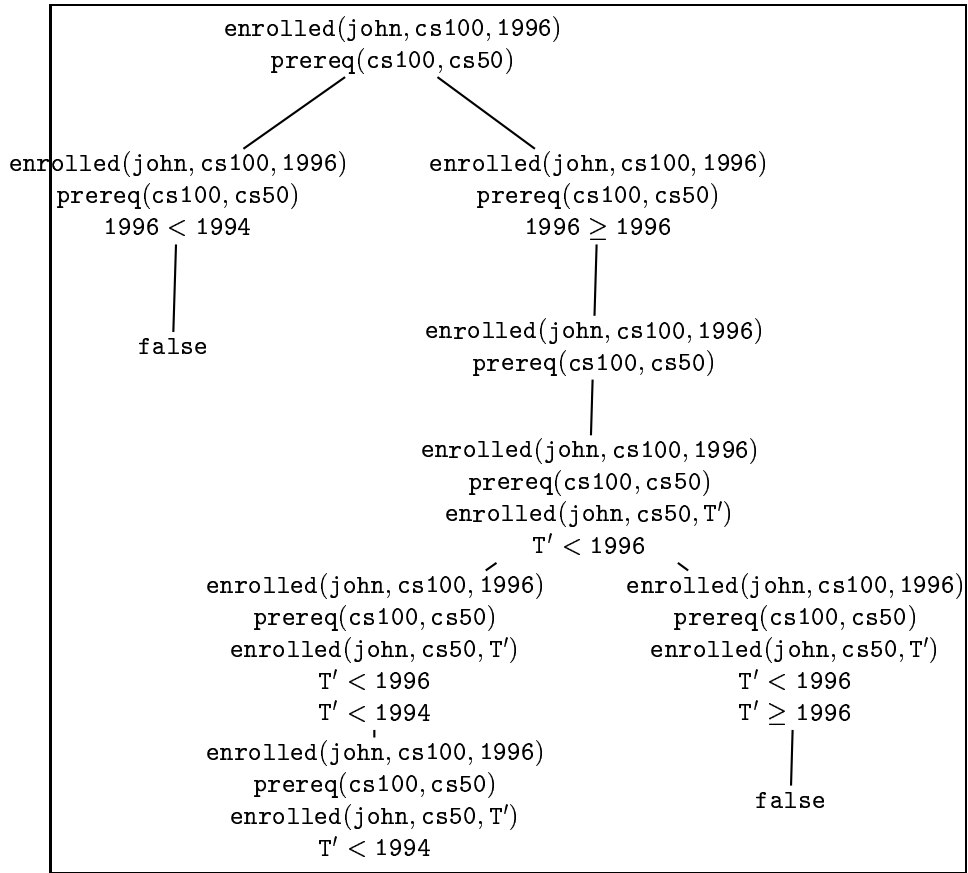 enrolled(john, cs100, 1996)
prereq(cs100, cs50)
enrolled(john, cs100, 1996)
prereq(cs100, cs50)
1996 < 1994
false
enrolled(john, cs100, 1996)
prereq(cs100, cs50)
1996 ≥ 1996
enrolled(john, cs100, 1996)
prereq(cs100, cs50)
enrolled(john, cs100, 1996)
prereq(cs100, cs50)
enrolled(john, cs50, T′)
T′ < 1996
enrolled(john, cs100, 1996)
prereq(cs100, cs50)
enrolled(john, cs50, T′)
T′ < 1996
T′ < 1994
enrolled(john, cs100, 1996)
prereq(cs100, cs50)
enrolled(john, cs50, T′)
T′ < 1994
enrolled(john, cs100, 1996)
prereq(cs100, cs50)
enrolled(john, cs50, T′)
T′ < 1996
T′ ≥ 1996
false